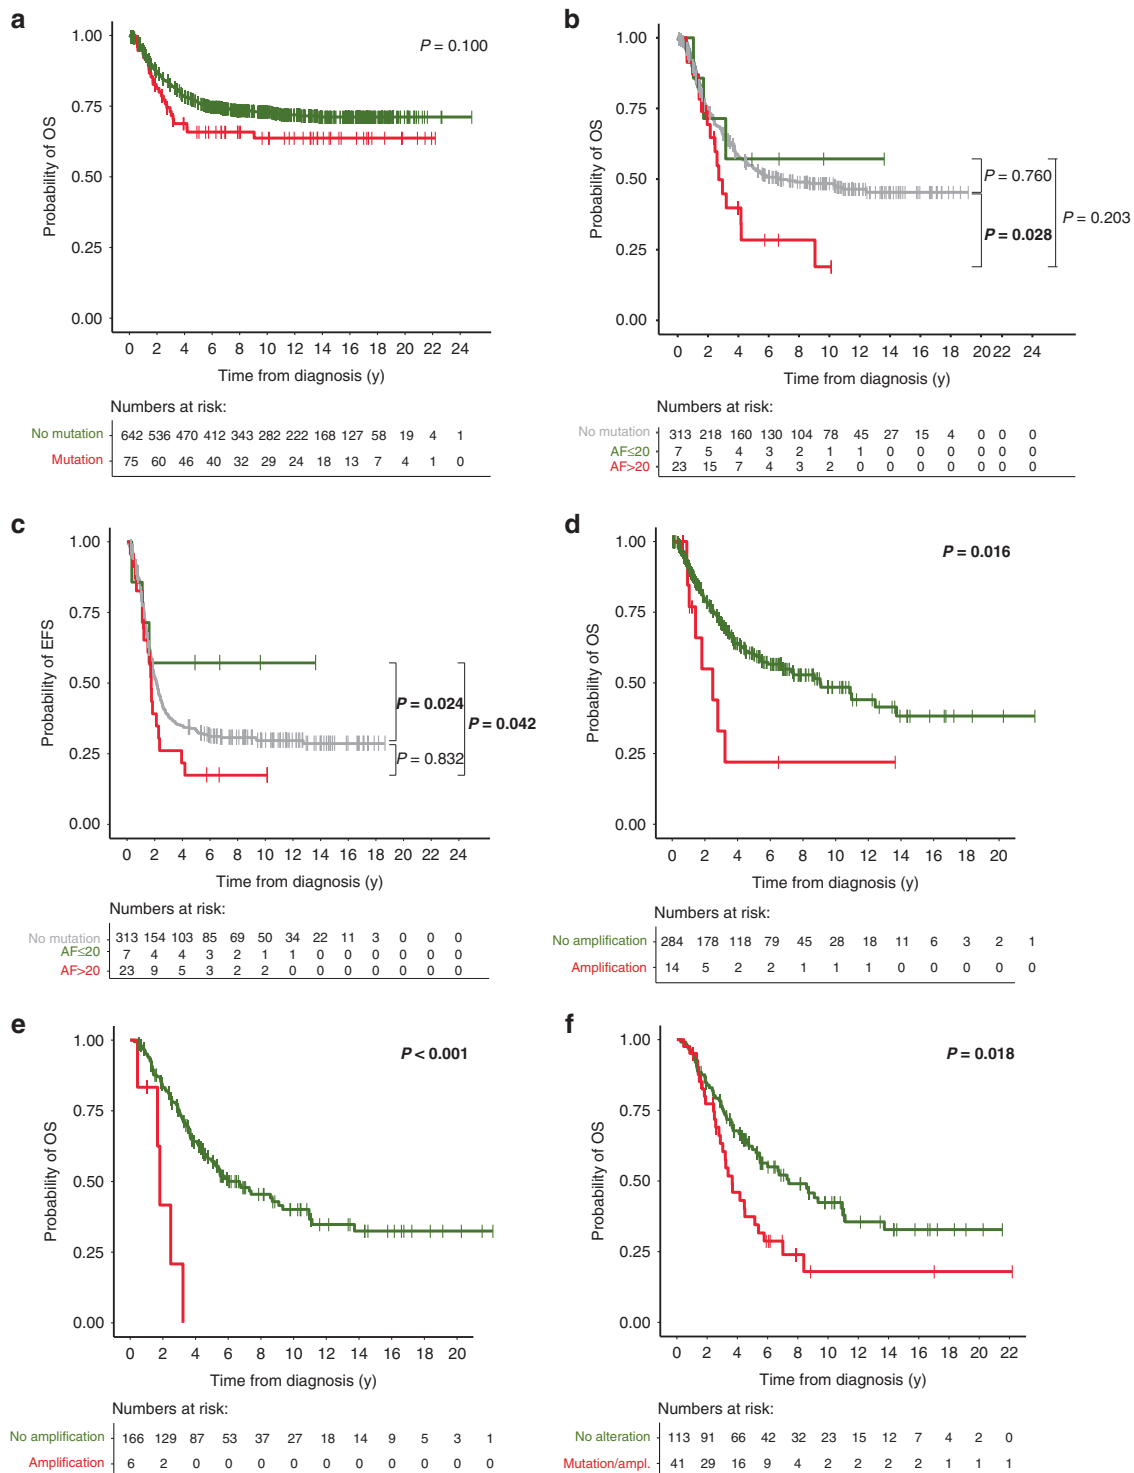 a
P = 0.100
Probability of OS
1.00
0.75
0.50
0.25
0.00
0 2 4 6 8 10 12 14 16 18 20 22 24
Time from diagnosis (y)
Numbers at risk:
No mutation 642 536 470 412 343 282 222 168 127 58 19 4 1
Mutation 75 60 46 40 32 29 24 18 13 7 4 1 0
b
Probability of OS
1.00
0.75
0.50
0.25
0.00
P = 0.760
P = 0.028
P = 0.203
0 2 4 6 8 10 12 14 16 18 20 22 24
Time from diagnosis (y)
Numbers at risk:
No mutation 313 218 160 130 104 78 45 27 15 4 0 0 0
AF≤20 7 5 4 3 2 1 1 0 0 0 0 0 0
AF>20 23 15 7 4 3 2 0 0 0 0 0 0 0
c
Probability of EFS
1.00
0.75
0.50
0.25
0.00
P = 0.024
P = 0.832
P = 0.042
0 2 4 6 8 10 12 14 16 18 20 22 24
Time from diagnosis (y)
Numbers at risk:
No mutation 313 154 103 85 69 50 34 22 11 3 0 0 0
AF≤20 7 4 4 3 2 1 1 0 0 0 0 0 0
AF>20 23 9 5 3 2 2 0 0 0 0 0 0 0
d
P = 0.016
Probability of OS
1.00
0.75
0.50
0.25
0.00
0 2 4 6 8 10 12 14 16 18 20
Time from diagnosis (y)
Numbers at risk:
No amplification 284 178 118 79 45 28 18 11 6 3 2 1
Amplification 14 5 2 2 1 1 1 0 0 0 0 0
e
P < 0.001
Probability of OS
1.00
0.75
0.50
0.25
0.00
0 2 4 6 8 10 12 14 16 18 20
Time from diagnosis (y)
Numbers at risk:
No amplification 166 129 87 53 37 27 18 14 9 5 3 1
Amplification 6 2 0 0 0 0 0 0 0 0 0 0
f
P = 0.018
Probability of OS
1.00
0.75
0.50
0.25
0.00
0 2 4 6 8 10 12 14 16 18 20 22
Time from diagnosis (y)
Numbers at risk:
No alteration 113 91 66 42 32 23 15 12 7 4 2 0
Mutation/ampl. 41 29 16 9 4 2 2 2 2 1 1 1